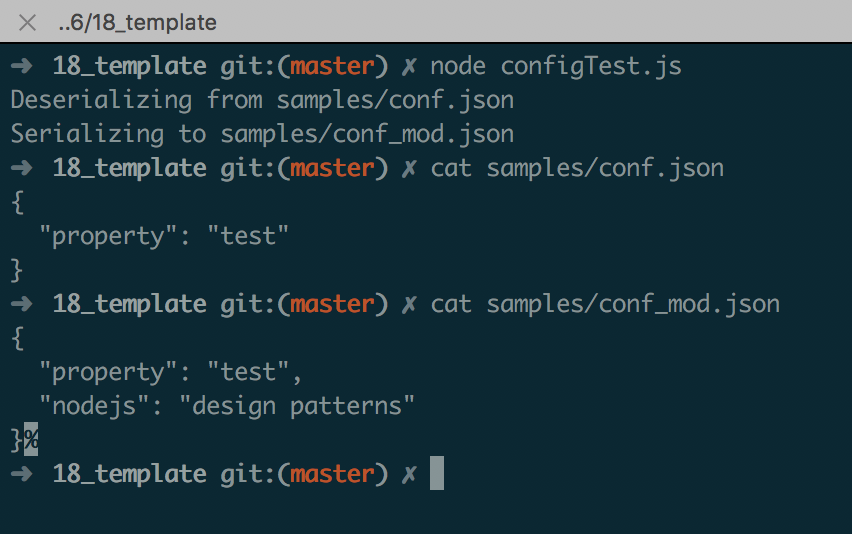 ..6/18_template
➜ 18_template git:(master) ✗ node configTest.js
Deserializing from samples/conf.json
Serializing to samples/conf_mod.json
➜ 18_template git:(master) ✗ cat samples/conf.json
{
  "property": "test"
}
➜ 18_template git:(master) ✗ cat samples/conf_mod.json
{
  "property": "test",
  "nodejs": "design patterns"
}%
➜ 18_template git:(master) ✗